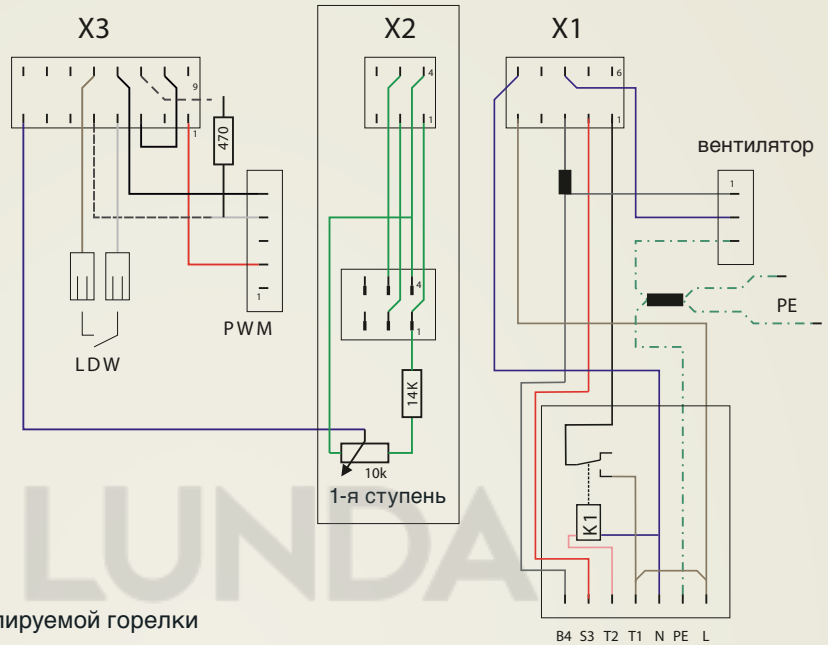 X3
X2
X1
9
4
6
1
1
1
470
вентилятор
1
4
PE
1
PWM
1
LDW
14K
10k
1-я ступень
K1
LUNDA
лируемой горелки
B4 S3 T2 T1 N PE L